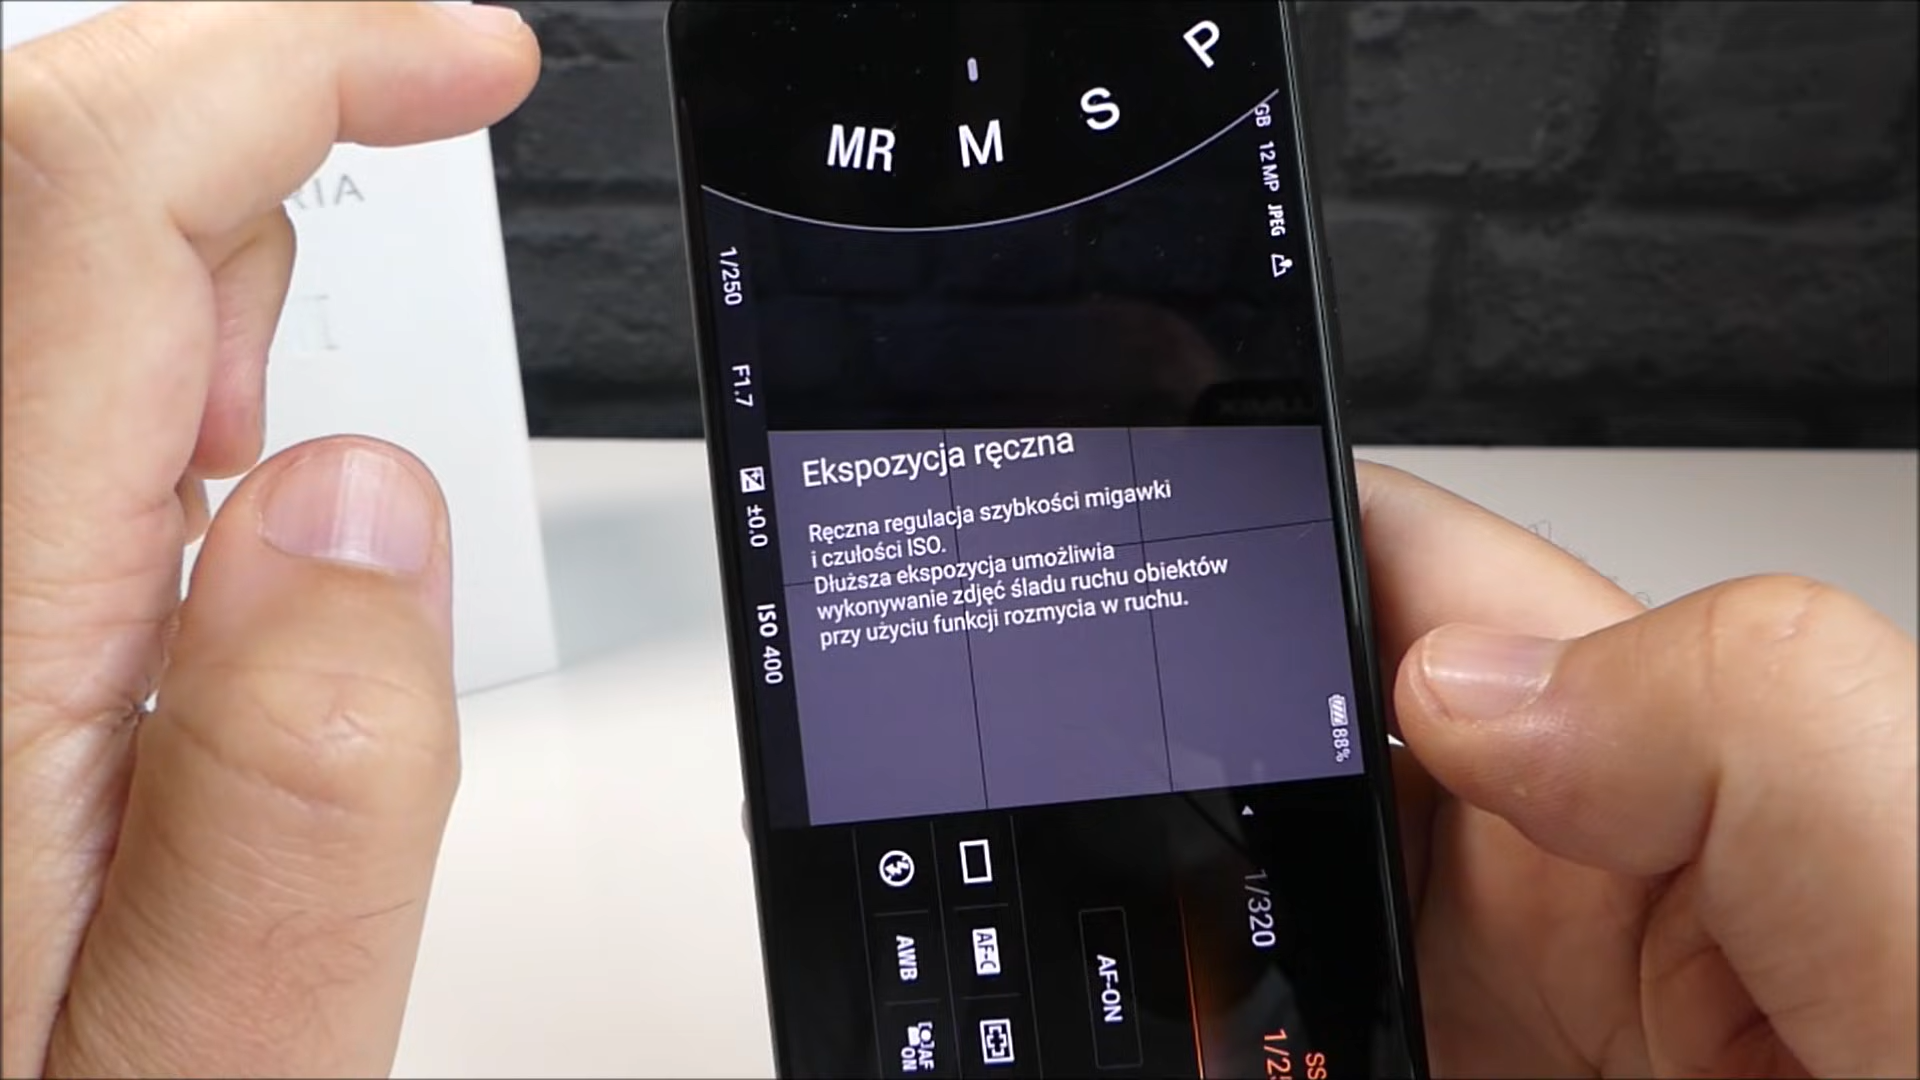 MR
M
S
P
GB 12MP JPEG
1/250
F1.7
±0.0
ISO 400
Ekspozycja ręczna
Ręczna regulacja szybkości migawki
i czułości ISO.
Dłuższa ekspozycja umożliwia
wykonywanie zdjęć śladu ruchu obiektów
przy użyciu funkcji rozmycia w ruchu.
88%
1/320
SS
AF-C
AF-ON
AWB
AF
ON
RIA